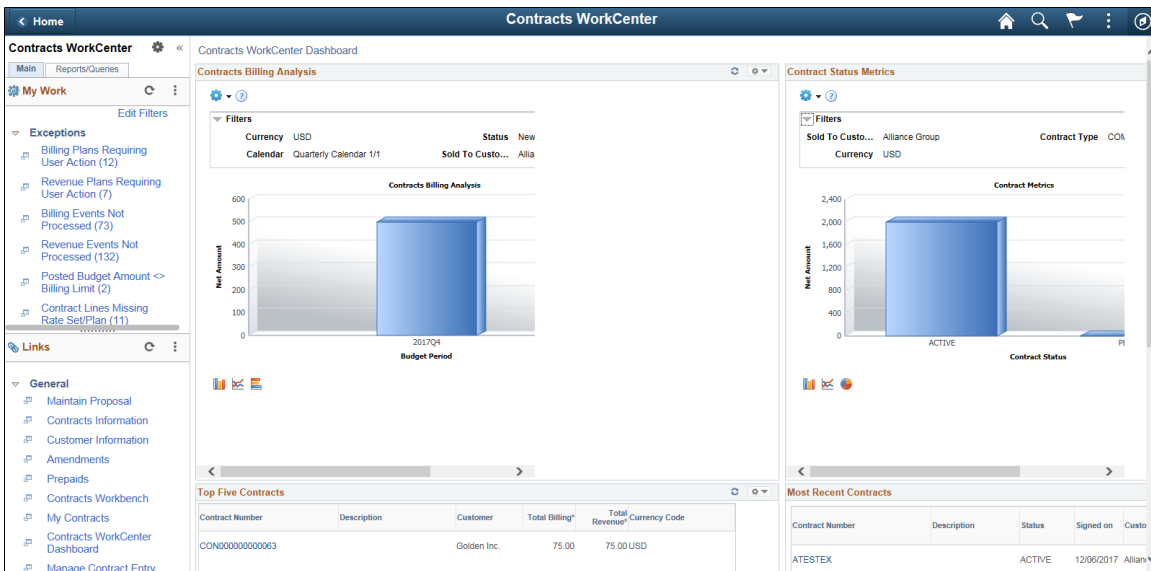 Home
Contracts WorkCenter
Contracts WorkCenter
«
Main
Reports/Queries
My Work
Edit Filters
Exceptions
Billing Plans Requiring
User Action (12)
Revenue Plans Requiring
User Action (7)
Billing Events Not
Processed (73)
Revenue Events Not
Processed (132)
Posted Budget Amount <>
Billing Limit (2)
Contract Lines Missing
Rate Set/Plan (11)
Links
General
Maintain Proposal
Contracts Information
Customer Information
Amendments
Prepaids
Contracts Workbench
My Contracts
Contracts WorkCenter
Dashboard
Manage Contract Entry
Contracts WorkCenter Dashboard
Contracts Billing Analysis
Filters
Currency USD Status New
Calendar Quarterly Calendar 1/1 Sold To Custo... Allia
Contracts Billing Analysis
600
500
400
300
200
100
0
Net Amount
2017Q4
Budget Period
Contract Status Metrics
Filters
Sold To Custo... Alliance Group Contract Type COM
Currency USD
Contract Metrics
2,400
2,000
1,600
1,200
800
400
0
Net Amount
ACTIVE
Contract Status
Top Five Contracts
Contract Number Description Customer Total Billing* Total Revenue* Currency Code
CON000000000063 Golden Inc. 75.00 75.00 USD
Most Recent Contracts
Contract Number Description Status Signed on Custo
ATESTEX ACTIVE 12/06/2017 Allian